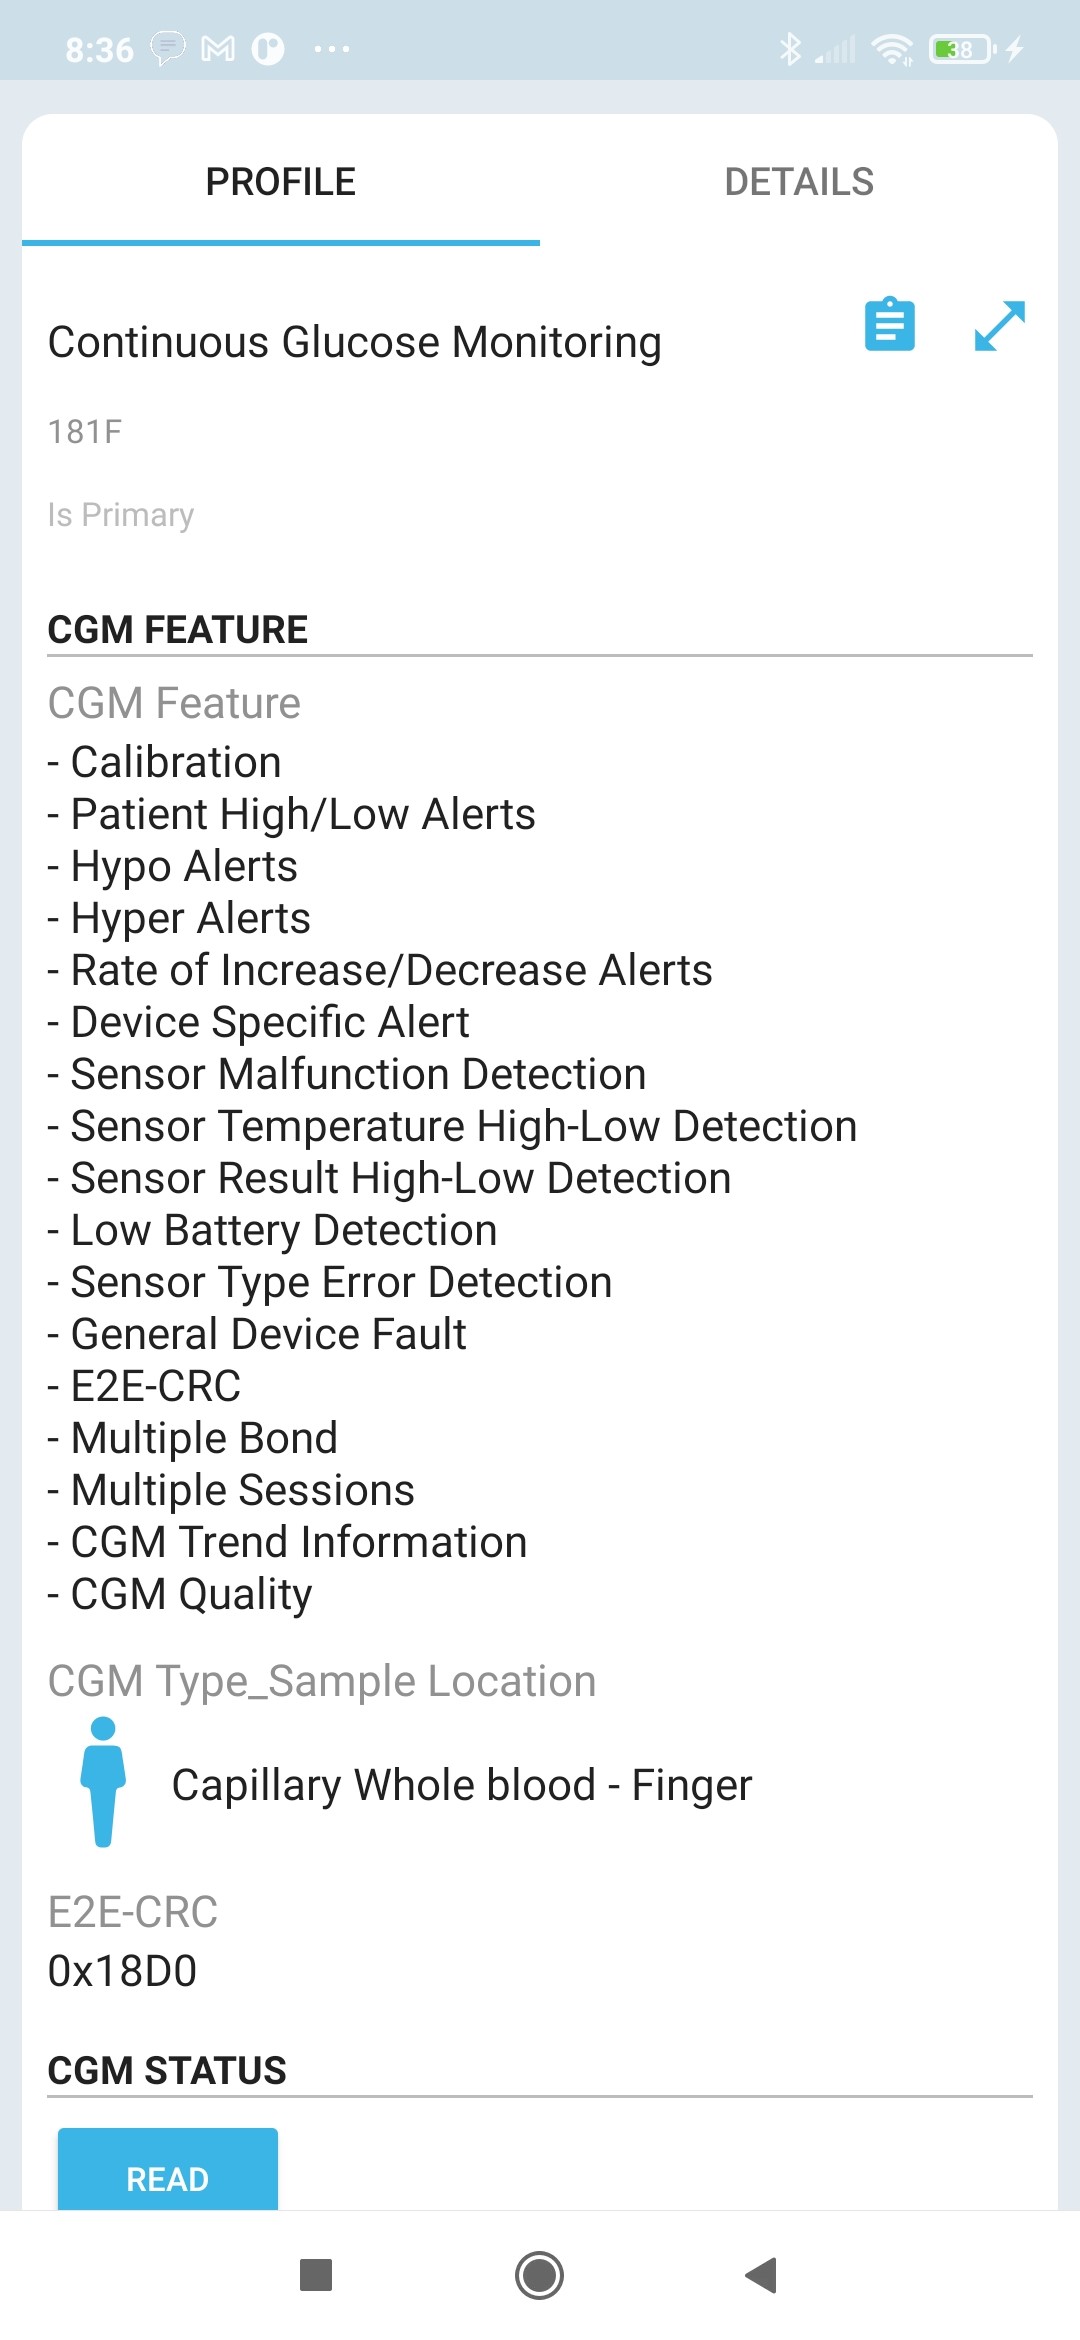 8:36
38
PROFILE
DETAILS
Continuous Glucose Monitoring
181F
Is Primary
CGM FEATURE
CGM Feature
- Calibration
- Patient High/Low Alerts
- Hypo Alerts
- Hyper Alerts
- Rate of Increase/Decrease Alerts
- Device Specific Alert
- Sensor Malfunction Detection
- Sensor Temperature High-Low Detection
- Sensor Result High-Low Detection
- Low Battery Detection
- Sensor Type Error Detection
- General Device Fault
- E2E-CRC
- Multiple Bond
- Multiple Sessions
- CGM Trend Information
- CGM Quality
CGM Type_Sample Location
Capillary Whole blood - Finger
E2E-CRC
0x18D0
CGM STATUS
READ